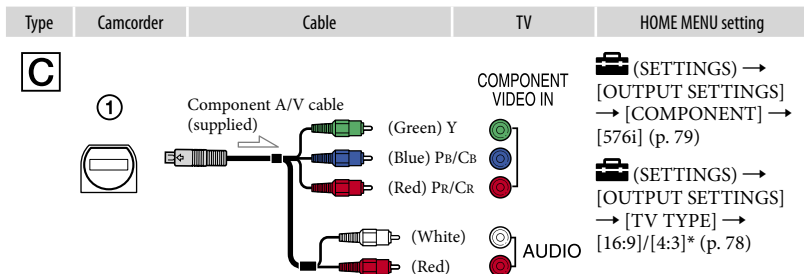 Type Camcorder Cable TV HOME MENU setting
C
①
Component A/V cable
(supplied)
(Green) Y
(Blue) PB/CB
(Red) PR/CR
(White)
(Red)
COMPONENT
VIDEO IN
AUDIO
(SETTINGS) →
[OUTPUT SETTINGS]
→ [COMPONENT] →
[576i] (p. 79)
(SETTINGS) →
[OUTPUT SETTINGS]
→ [TV TYPE] →
[16:9]/[4:3]* (p. 78)